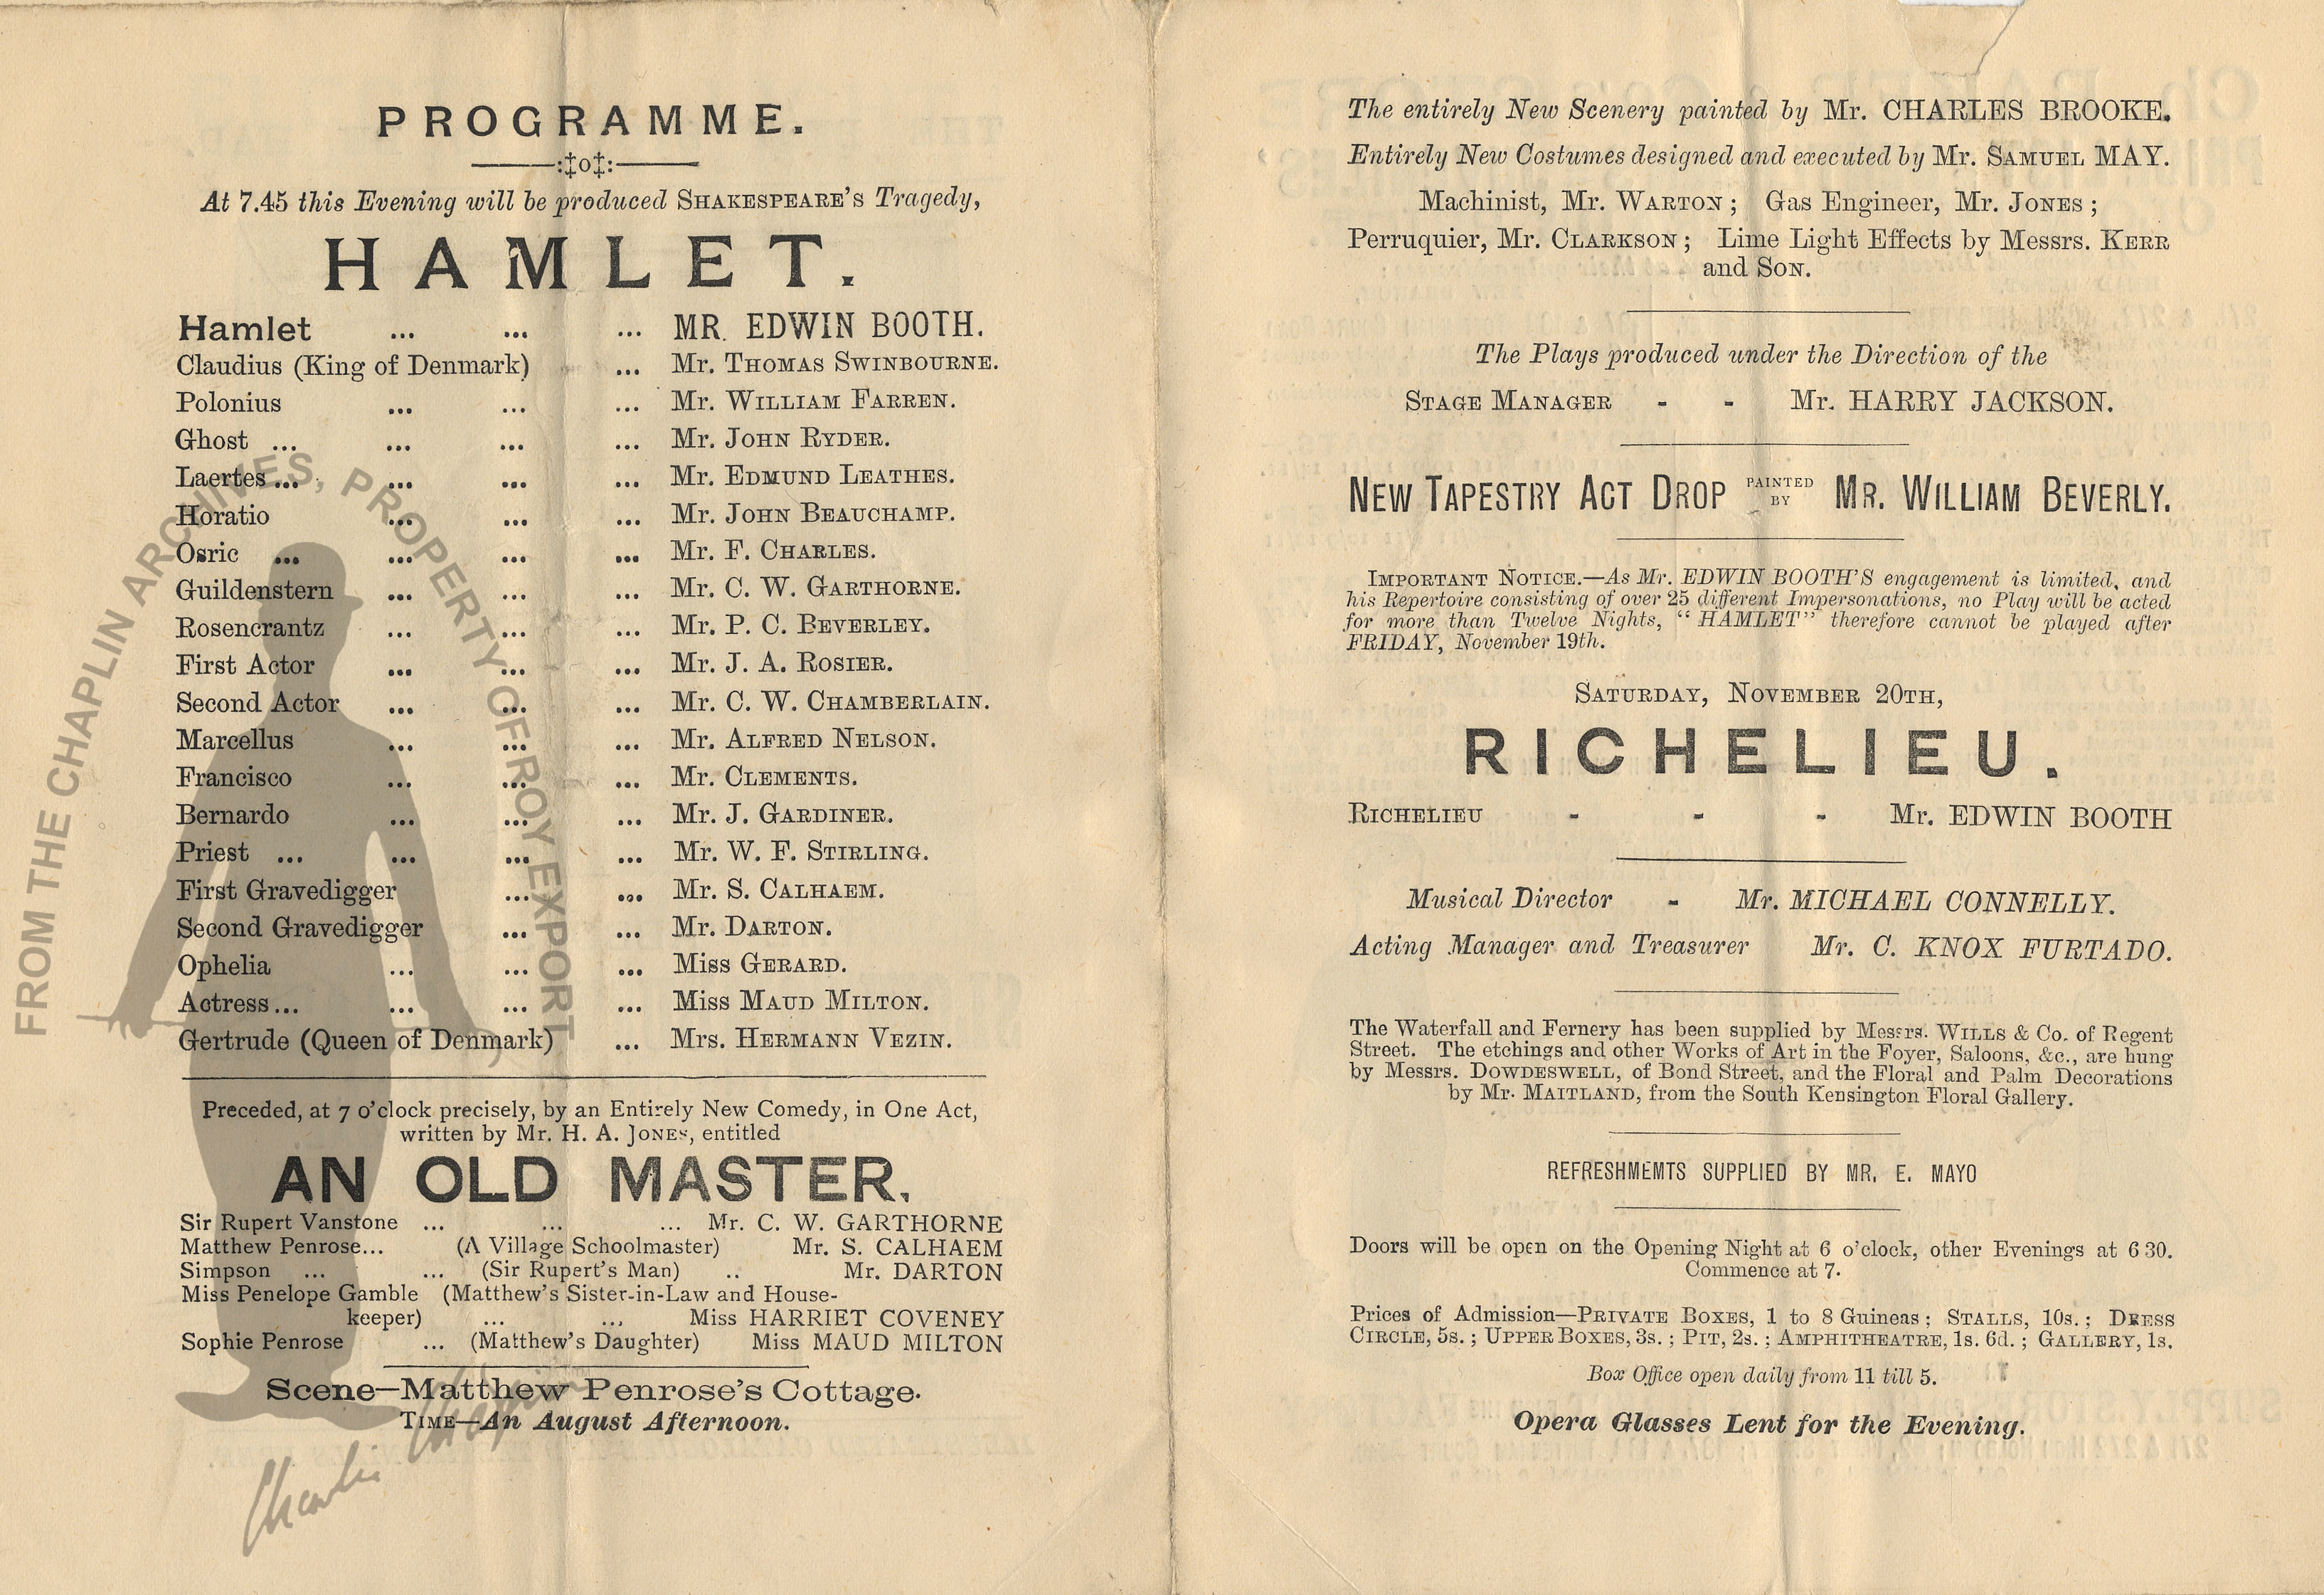 PROGRAMME.
At 7.45 this Evening will be produced SHAKESPEARE'S Tragedy,
HAMLET.
Hamlet ... ... ... MR. EDWIN BOOTH.
Claudius (King of Denmark) ... Mr. THOMAS SWINBOURNE.
Polonius ... ... ... Mr. WILLIAM FARREN.
Ghost ... ... ... ... Mr. JOHN RYDER.
Laertes ... ... ... ... Mr. EDMUND LEATHES.
Horatio ... ... ... Mr. JOHN BEAUCHAMP.
Osric ... ... ... ... Mr. F. CHARLES.
Guildenstern ... ... ... Mr. C. W. GARTHORNE.
Rosencrantz ... ... ... Mr. P. C. BEVERLEY.
First Actor ... ... ... Mr. J. A. ROSIER.
Second Actor ... ... ... Mr. C. W. CHAMBERLAIN.
Marcellus ... ... ... Mr. ALFRED NELSON.
Francisco ... ... ... Mr. CLEMENTS.
Bernardo ... ... ... Mr. J. GARDINER.
Priest ... ... ... ... Mr. W. F. STIRLING.
First Gravedigger ... ... Mr. S. CALHAEM.
Second Gravedigger ... ... Mr. DARTON.
Ophelia ... ... ... Miss GERARD.
Actress ... ... ... ... Miss MAUD MILTON.
Gertrude (Queen of Denmark) ... Mrs. HERMANN VEZIN.
Preceded, at 7 o'clock precisely, by an Entirely New Comedy, in One Act,
written by Mr. H. A. JONES, entitled
AN OLD MASTER.
Sir Rupert Vanstone ... ... ... Mr. C. W. GARTHORNE
Matthew Penrose... (A Village Schoolmaster) Mr. S. CALHAEM
Simpson ... ... (Sir Rupert's Man) .. Mr. DARTON
Miss Penelope Gamble (Matthew's Sister-in-Law and House-
keeper) ... ... Miss HARRIET COVENEY
Sophie Penrose ... (Matthew's Daughter) Miss MAUD MILTON
Scene—Matthew Penrose's Cottage.
TIME—An August Afternoon.
FROM THE CHAPLIN ARCHIVES, PROPERTY OF ROY EXPORT
Charlie Chaplin
The entirely New Scenery painted by Mr. CHARLES BROOKE.
Entirely New Costumes designed and executed by Mr. SAMUEL MAY.
Machinist, Mr. WARTON; Gas Engineer, Mr. JONES;
Perruquier, Mr. CLARKSON; Lime Light Effects by Messrs. KERR
and SON.
The Plays produced under the Direction of the
STAGE MANAGER - - Mr. HARRY JACKSON.
NEW TAPESTRY ACT DROP PAINTED BY MR. WILLIAM BEVERLY.
IMPORTANT NOTICE.—As Mr. EDWIN BOOTH'S engagement is limited, and
his Repertoire consisting of over 25 different Impersonations, no Play will be acted
for more than Twelve Nights, "HAMLET" therefore cannot be played after
FRIDAY, November 19th.
SATURDAY, NOVEMBER 20TH,
RICHELIEU.
RICHELIEU - - - Mr. EDWIN BOOTH
Musical Director - Mr. MICHAEL CONNELLY.
Acting Manager and Treasurer Mr. C. KNOX FURTADO.
The Waterfall and Fernery has been supplied by Messrs. WILLS & Co. of Regent
Street. The etchings and other Works of Art in the Foyer, Saloons, &c., are hung
by Messrs. DOWDESWELL, of Bond Street, and the Floral and Palm Decorations
by Mr. MAITLAND, from the South Kensington Floral Gallery.
REFRESHMEMTS SUPPLIED BY MR. E. MAYO
Doors will be open on the Opening Night at 6 o'clock, other Evenings at 6 30.
Commence at 7.
Prices of Admission—PRIVATE BOXES, 1 to 8 Guineas; STALLS, 10s.; DRESS
CIRCLE, 5s.; UPPER BOXES, 3s.; PIT, 2s.; AMPHITHEATRE, 1s. 6d.; GALLERY, 1s.
Box Office open daily from 11 till 5.
Opera Glasses Lent for the Evening.